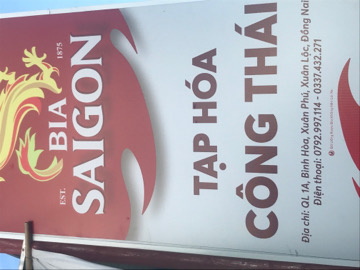 BIA
SAIGON
EST.
1875
TẠP HÓA
CÔNG THÁI
Địa chỉ: QL 1A, Bình Hòa, Xuân Phú, Xuân Lộc, Đồng Nai
Điện thoại: 0792.997.114 - 0337.432.271